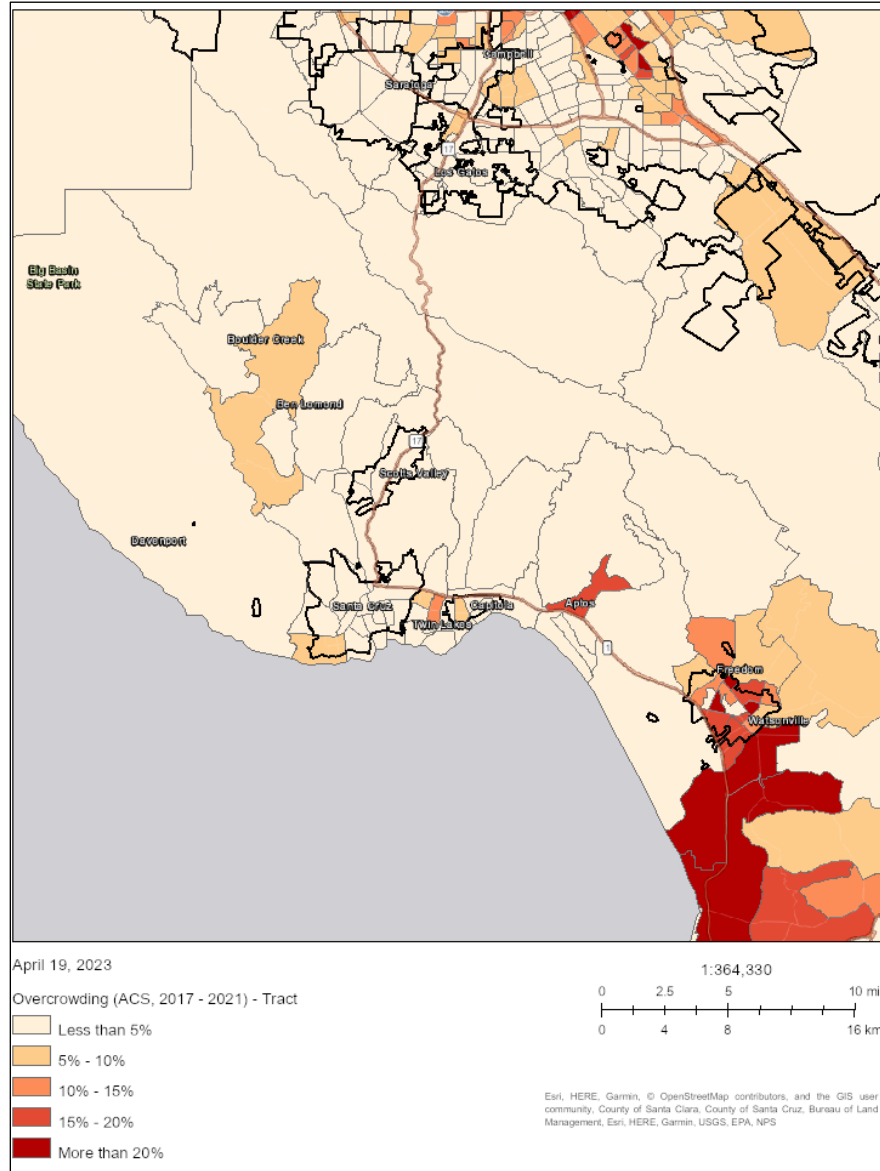 Campbell
Saratoga
17
Los Gatos
Big Basin
State Park
Boulder Creek
Ben Lomond
17
Scotts Valley
Davenport
Santa Cruz
Capitola
Aptos
Twin Lakes
1
Freedom
Watsonville
April 19, 2023
1:364,330
0 2.5 5 10 mi
0 4 8 16 km
Overcrowding (ACS, 2017 - 2021) - Tract
Less than 5%
5% - 10%
10% - 15%
15% - 20%
More than 20%
Esri, HERE, Garmin, © OpenStreetMap contributors, and the GIS user
community, County of Santa Clara, County of Santa Cruz, Bureau of Land
Management, Esri, HERE, Garmin, USGS, EPA, NPS